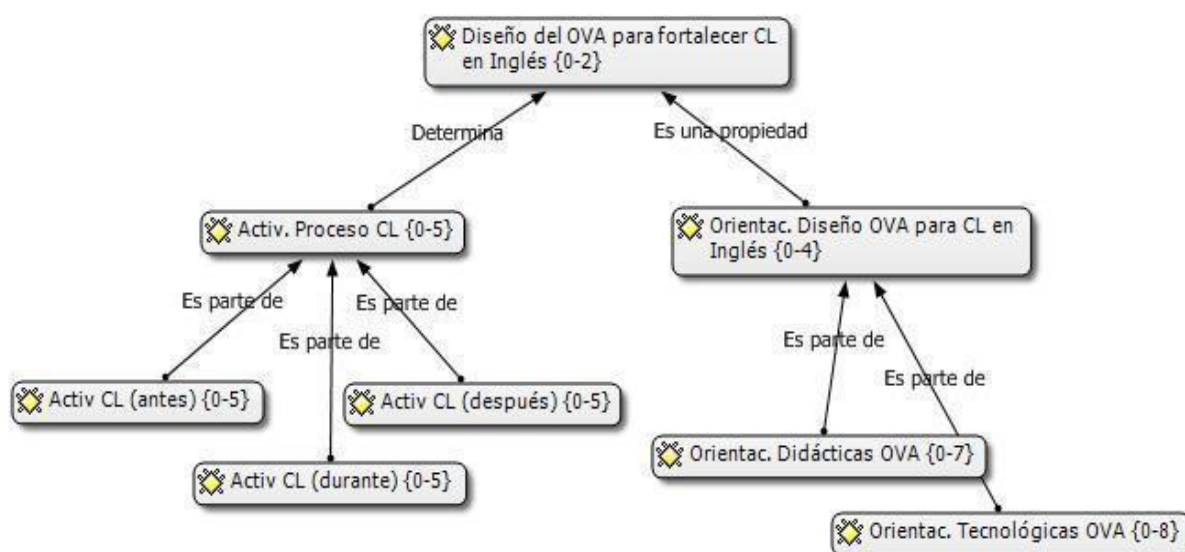 Diseño del OVA para fortalecer CL
en Inglés {0-2}
Determina
Es una propiedad
Activ. Proceso CL {0-5}
Orientac. Diseño OVA para CL en
Inglés {0-4}
Es parte de
Es parte de
Es parte de
Es parte de
Es parte de
Activ CL (antes) {0-5}
Activ CL (después) {0-5}
Activ CL (durante) {0-5}
Orientac. Didácticas OVA {0-7}
Orientac. Tecnológicas OVA {0-8}